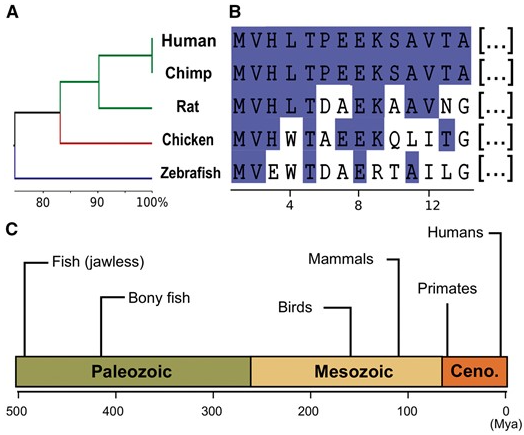 A
B
Human
MVHLTPEEKSAVTA
[...]
Chimp
MVHLTPEEKSAVTA
[...]
Rat
MVHLTDAEKAAVNG
[...]
Chicken
MVHWTAEEKQLITG
[...]
Zebrafish
MVEWTDAERTAILG
[...]
80 90 100%
4 8 12
C
Humans
Fish (jawless)
Mammals
Primates
Bony fish
Birds
Paleozoic Mesozoic Ceno.
500 400 300 200 100 0
(Mya)